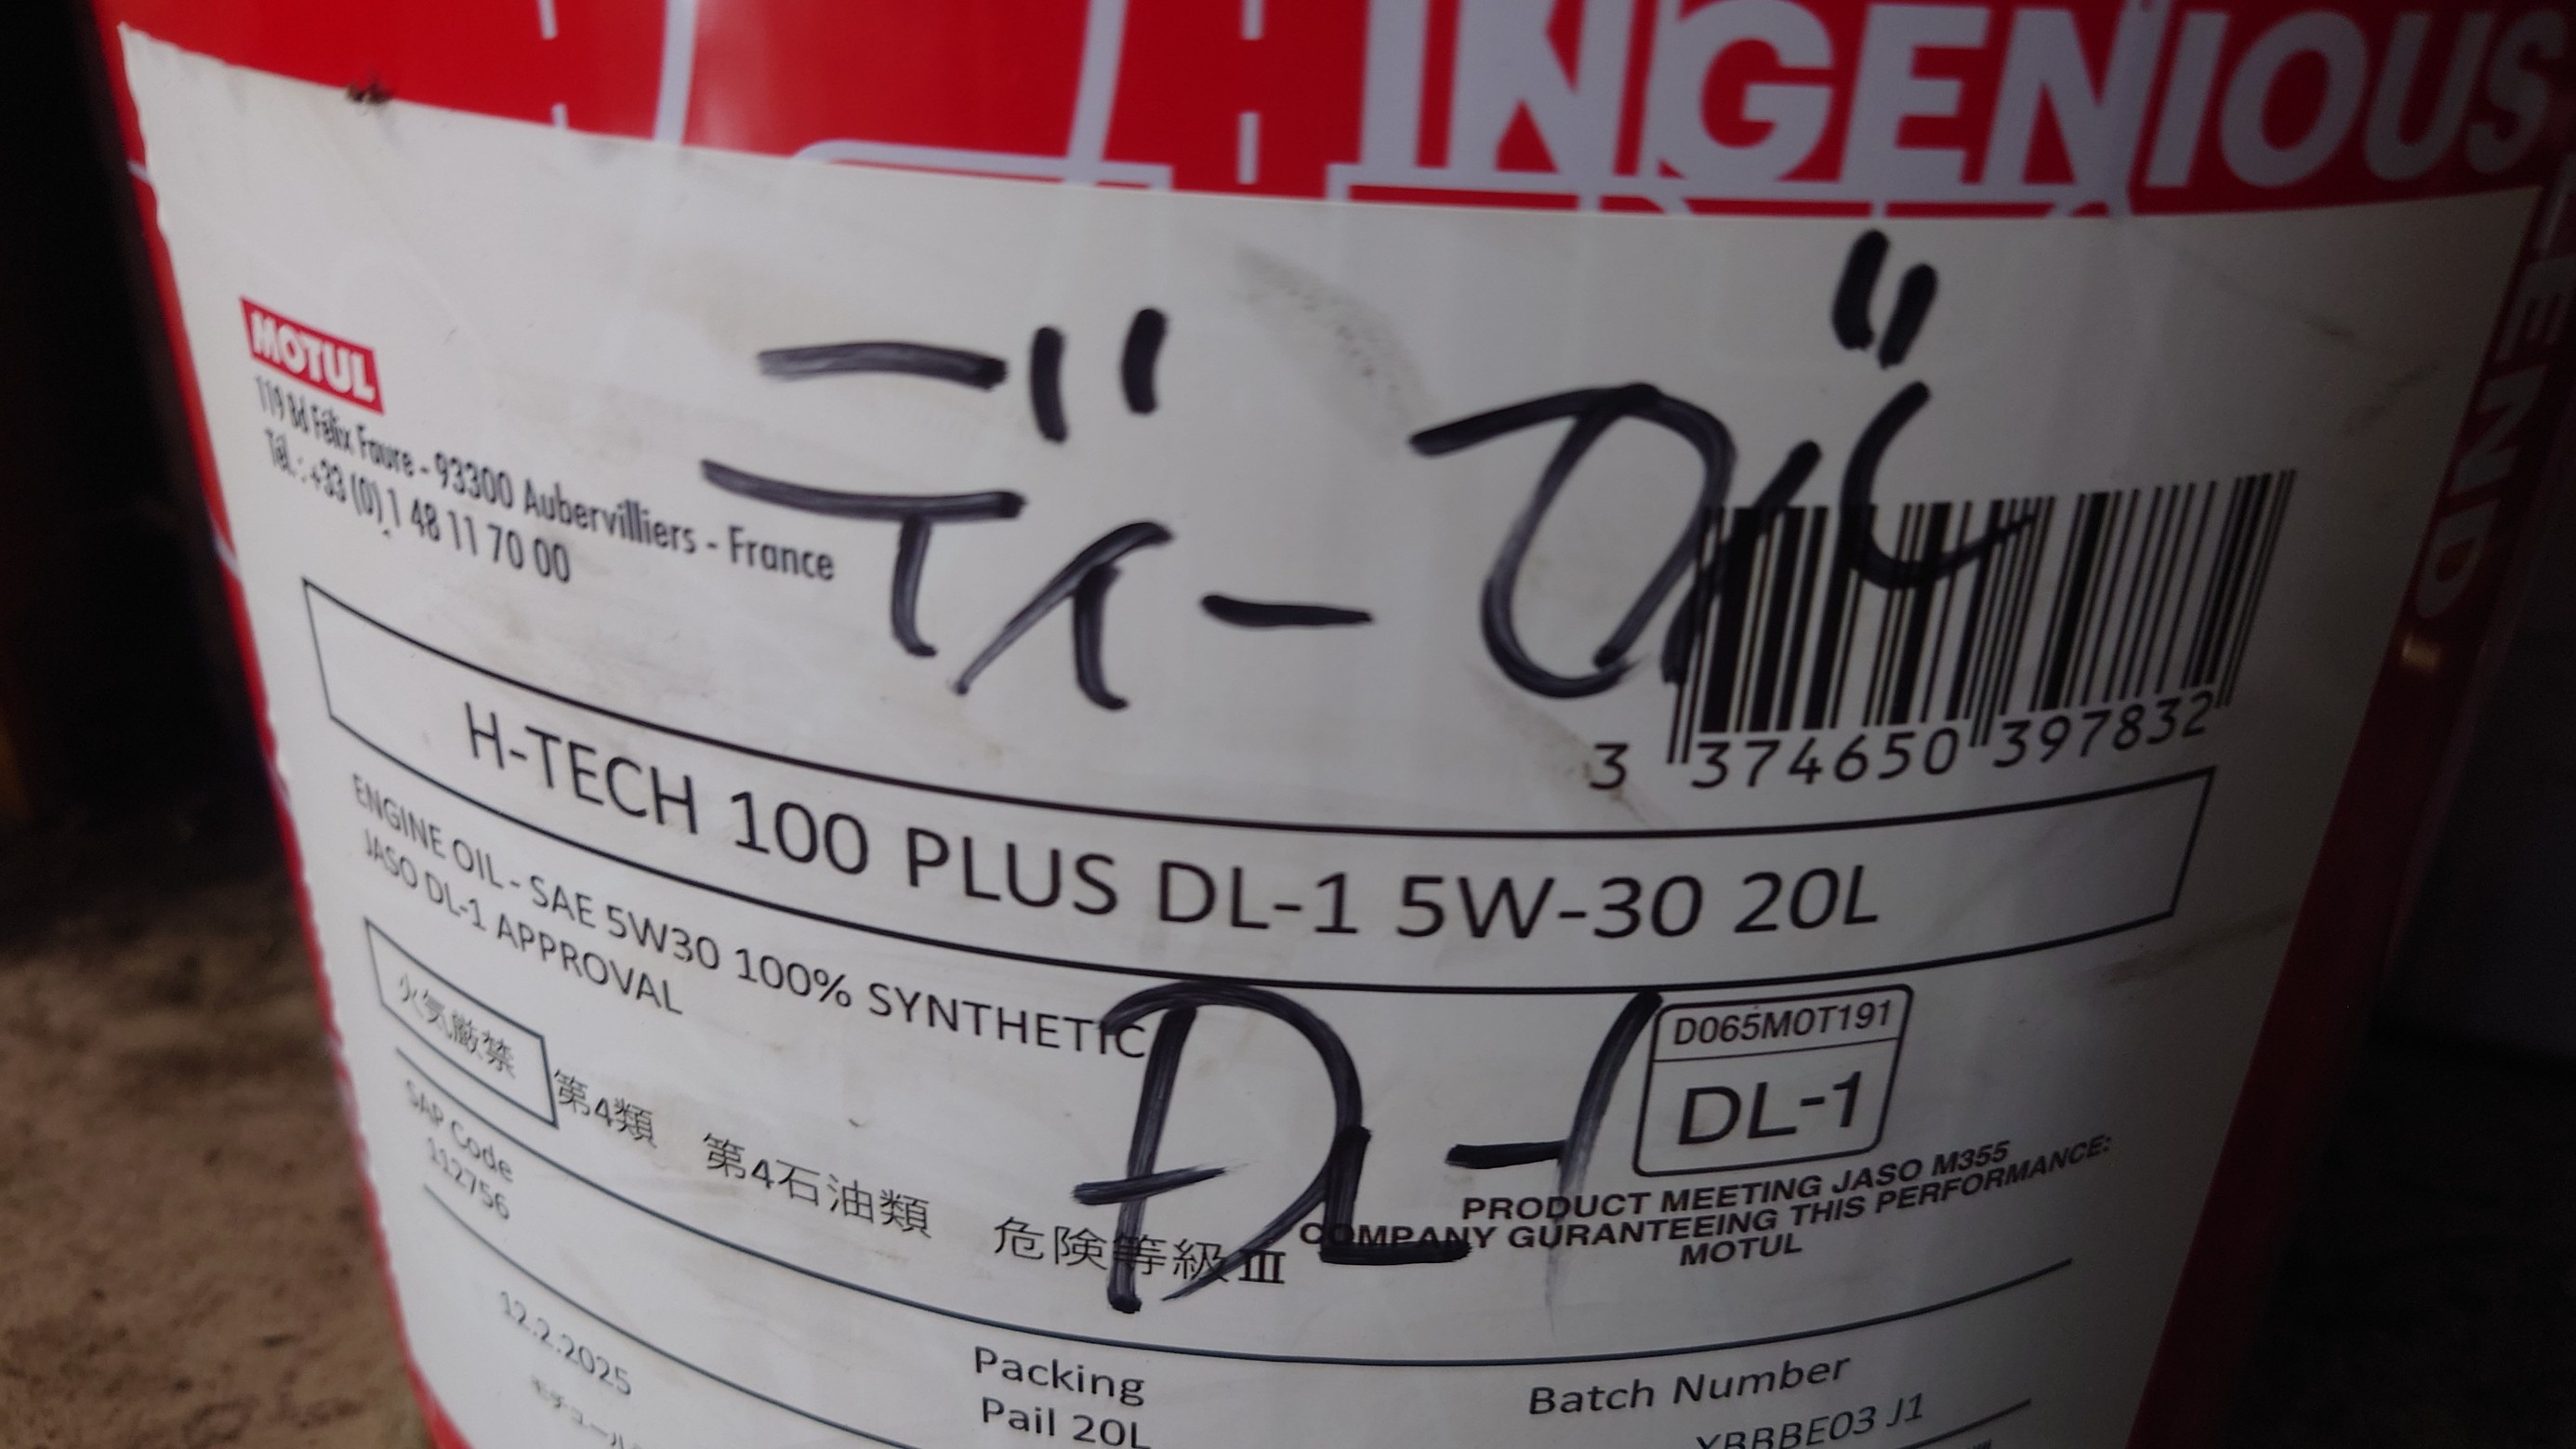 INGENIOUS
MOTUL
119 Bd Félix Faure - 93300 Aubervilliers - France
Tél. : +33 (0) 1 48 11 70 00
ディーゼル
3 374650 397832
H-TECH 100 PLUS DL-1 5W-30 20L
ENGINE OIL - SAE 5W30 100% SYNTHETIC
JASO DL-1 APPROVAL
DL-1
D065MOT191
DL-1
PRODUCT MEETING JASO M355
COMPANY GURANTEEING THIS PERFORMANCE:
MOTUL
火気厳禁 第4類 第4石油類 危険等級Ⅲ
SAP Code
112756
12.2.2025
Packing
Pail 20L
Batch Number
YBBBE03 J1